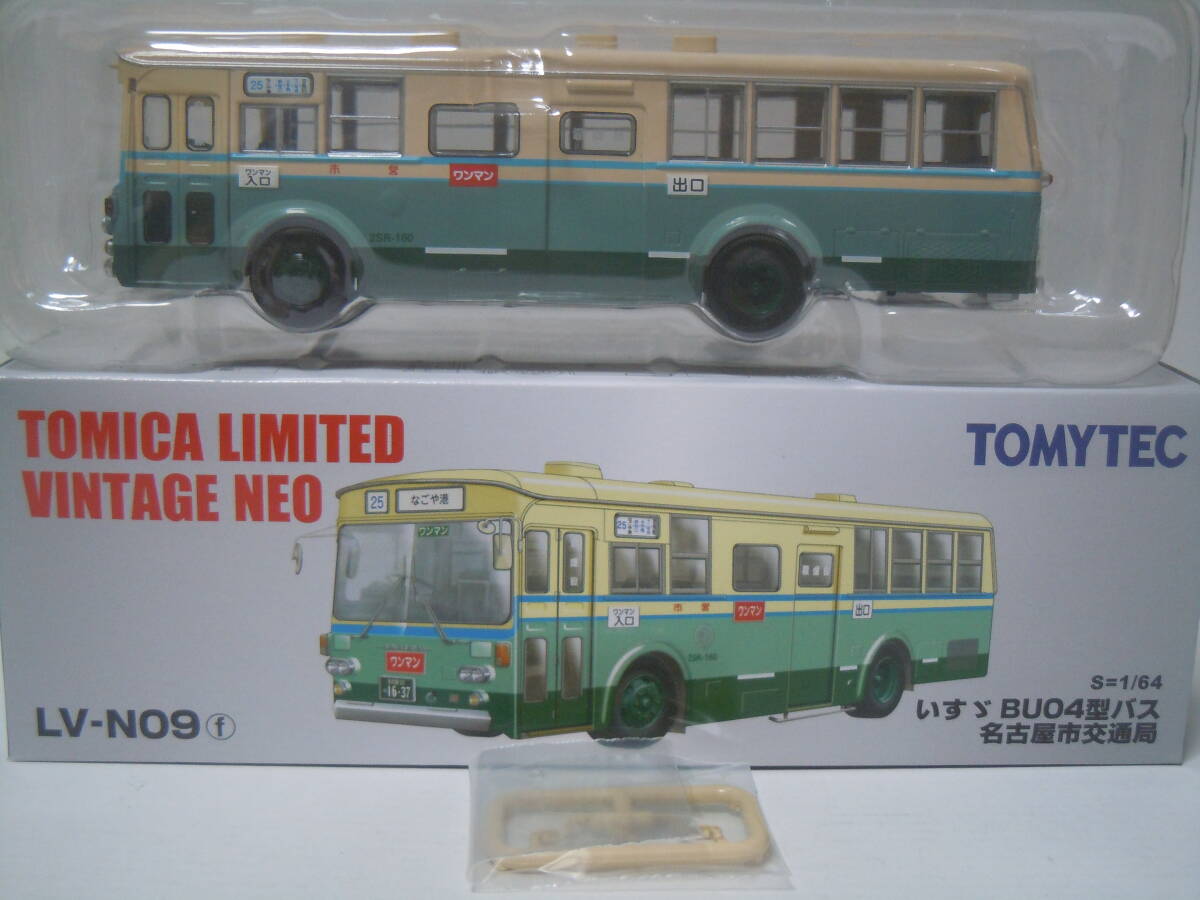 25
ワンマン
入口
市営
ワンマン
出口
2SR-160
TOMICA LIMITED
VINTAGE NEO
TOMYTEC
25 なごや港
ワンマン
25
ワンマン
入口
市営
ワンマン
出口
2SR-160
ワンマン
16-37
S=1/64
LV-N09 ⓕ
いすゞ BU04型バス
名古屋市交通局